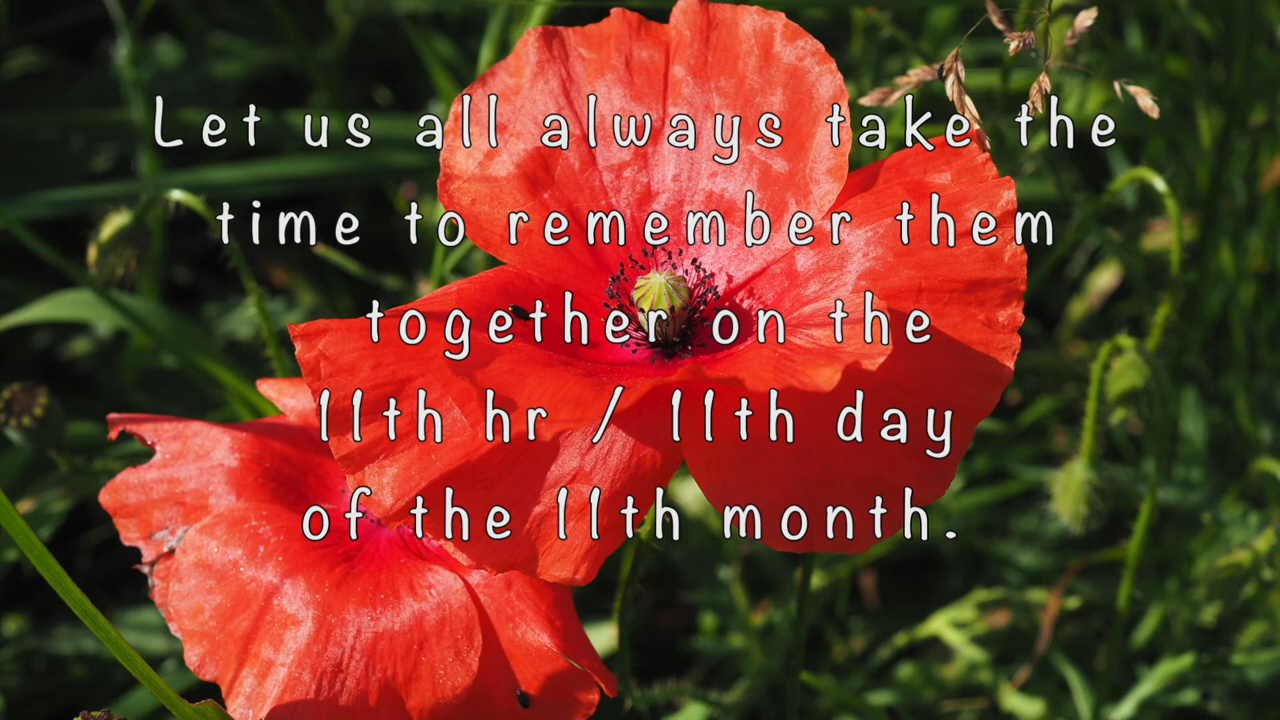 Let us all always take the
time to remember them
together on the
11th hr / 11th day
of the 11th month.